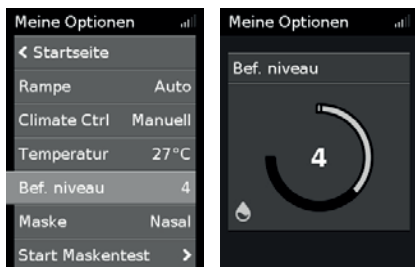 Meine Optionen
< Startseite
Rampe Auto
Climate Ctrl Manuell
Temperatur 27°C
Bef. niveau 4
Maske Nasal
Start Maskentest >
Meine Optionen
Bef. niveau
4